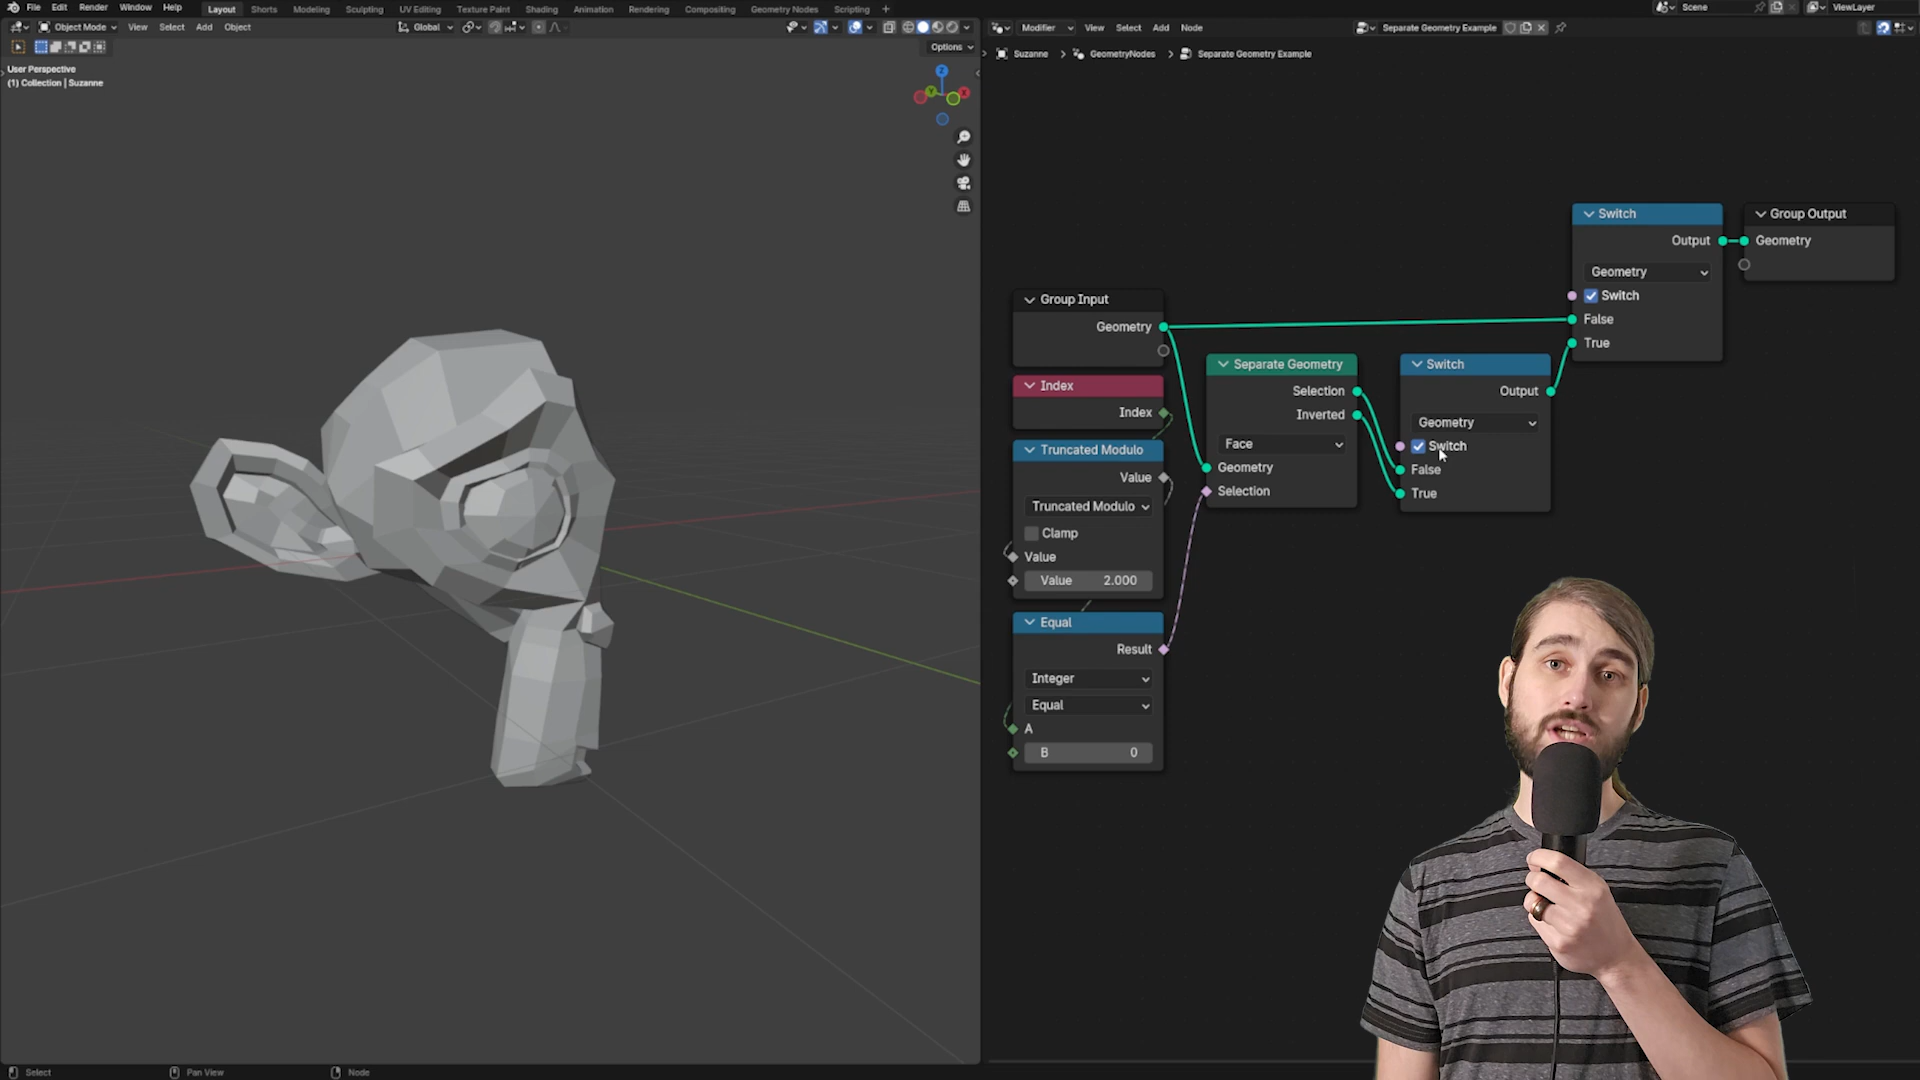 File Edit Render Window Help Layout Shorts Modeling Sculpting UV Editing Texture Paint Shading Animation Rendering Compositing Geometry Nodes Scripting + Scene ViewLayer
Object Mode View Select Add Object Global
Options
User Perspective
(1) Collection | Suzanne
Z
Y
X
Modifier View Select Add Node Separate Geometry Example
Suzanne > GeometryNodes > Separate Geometry Example
Group Input
Geometry
Index
Index
Truncated Modulo
Value
Truncated Modulo
Clamp
Value
Value 2.000
Equal
Result
Integer
Equal
A
B 0
Separate Geometry
Selection
Inverted
Face
Geometry
Selection
Switch
Output
Geometry
Switch
False
True
Switch
Output
Geometry
Switch
False
True
Group Output
Geometry
Select Pan View Node